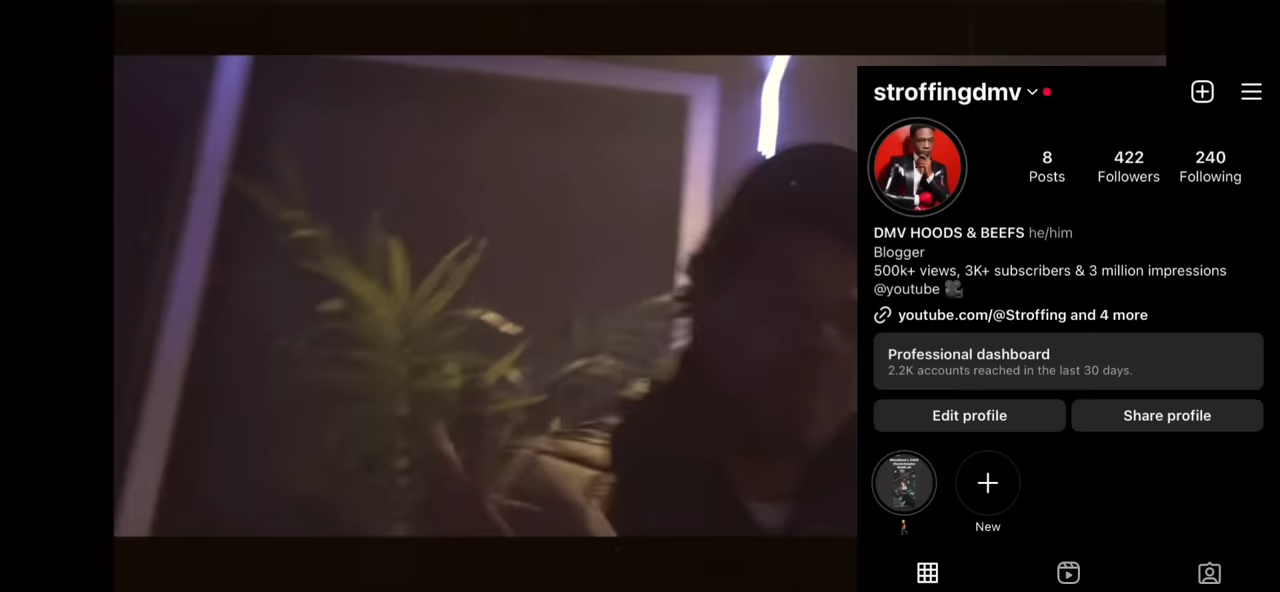 stroffingdmv
8 422 240
Posts Followers Following
DMV HOODS & BEEFS he/him
Blogger
500k+ views, 3K+ subscribers & 3 million impressions
@youtube
youtube.com/@Stroffing and 4 more
Professional dashboard
2.2K accounts reached in the last 30 days.
Edit profile Share profile
New